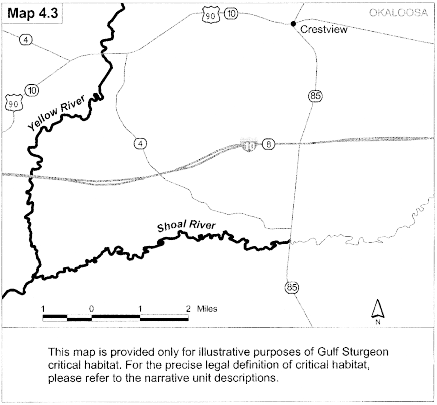 Map 4.3
OKALOOSA
90
10
Crestview
4
10
90
85
Yellow River
4
8
Shoal River
85
1 0 1 2 Miles
N
This map is provided only for illustrative purposes of Gulf Sturgeon
critical habitat. For the precise legal definition of critical habitat,
please refer to the narrative unit descriptions.